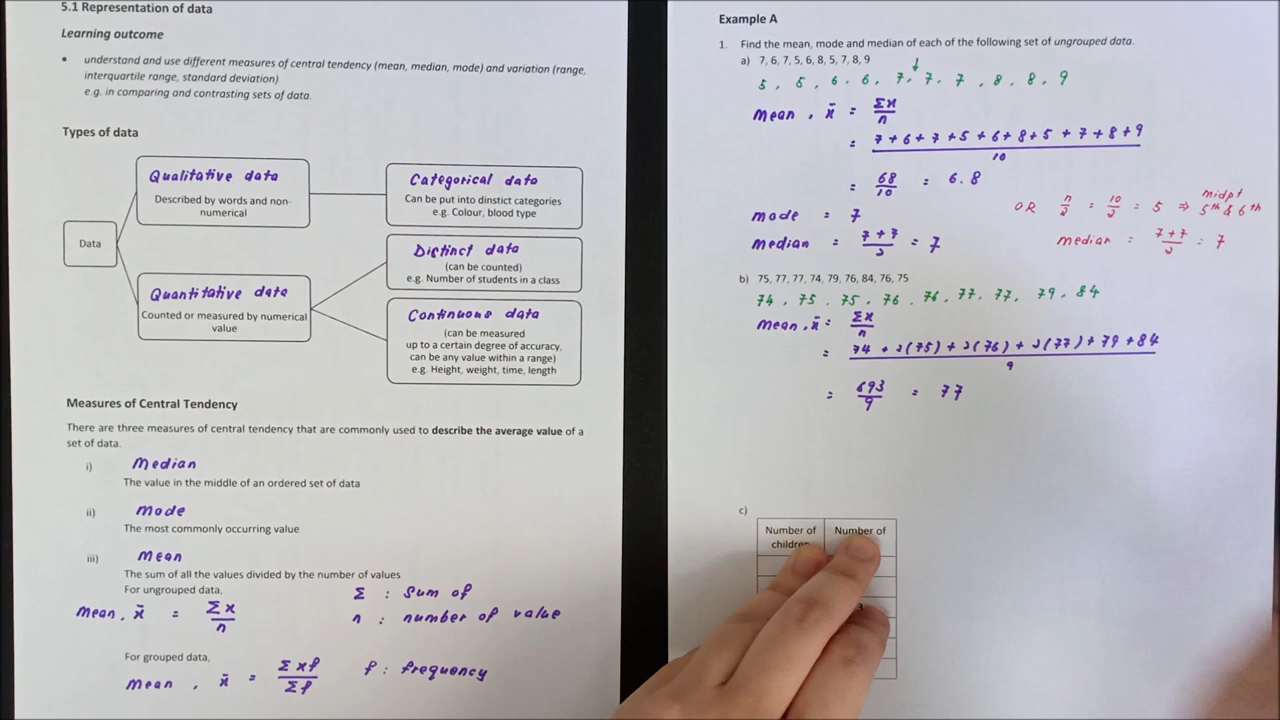 5.1 Representation of data
Learning outcome
• understand and use different measures of central tendency (mean, median, mode) and variation (range,
interquartile range, standard deviation)
e.g. in comparing and contrasting sets of data.
Types of data
Data
Qualitative data
Described by words and non-
numerical
Quantitative data
Counted or measured by numerical
value
Categorical data
Can be put into dinstict categories
e.g. Colour, blood type
Distinct data
(can be counted)
e.g. Number of students in a class
Continuous data
(can be measured
up to a certain degree of accuracy,
can be any value within a range)
e.g. Height, weight, time, length
Measures of Central Tendency
There are three measures of central tendency that are commonly used to describe the average value of a
set of data.
i) Median
The value in the middle of an ordered set of data
ii) mode
The most commonly occurring value
iii) Mean
The sum of all the values divided by the number of values
For ungrouped data,
Mean, x̄ = Σx/n
Σ : Sum of
n : number of value
For grouped data,
Mean, x̄ = Σxf/Σf
f : frequency
Example A
1. Find the mean, mode and median of each of the following set of ungrouped data.
a) 7, 6, 7, 5, 6, 8, 5, 7, 8, 9
↓
5, 5, 6, 6, 7, 7, 7, 8, 8, 9
Mean, x̄ = Σx/n
= 7+6+7+5+6+8+5+7+8+9/10
= 68/10 = 6.8
mode = 7
median = 7+7/2 = 7
OR n/2 = 10/2 = 5 ⇒ midpt 5th & 6th
median = 7+7/2 = 7
b) 75, 77, 77, 74, 79, 76, 84, 76, 75
74, 75, 75, 76, 76, 77, 77, 79, 84
Mean, x̄ = Σx/n
= 74 + 2(75) + 2(76) + 2(77) + 79 + 84/9
= 693/9 = 77
c)
Number of
children
Number of